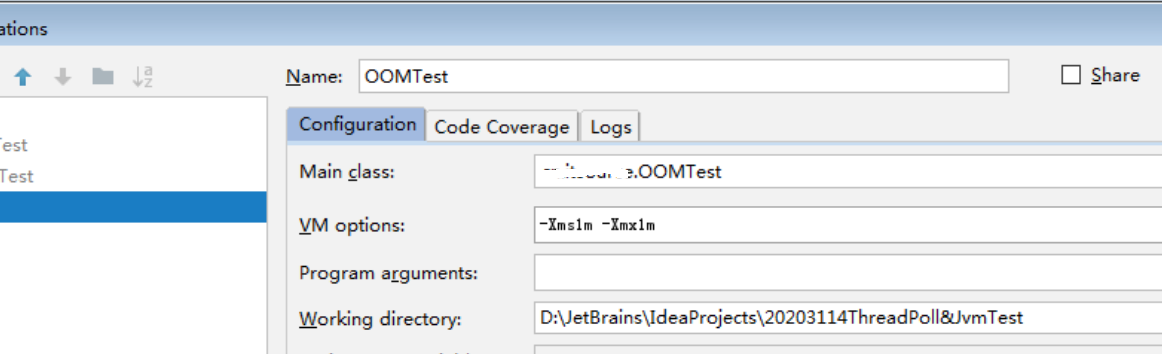 ations
Name: OOMTest Share
Configuration Code Coverage Logs
Test
Main class: .OOMTest
Test
VM options: -Xms1m -Xmx1m
Program arguments:
Working directory: D:\JetBrains\IdeaProjects\20203114ThreadPoll&JvmTest